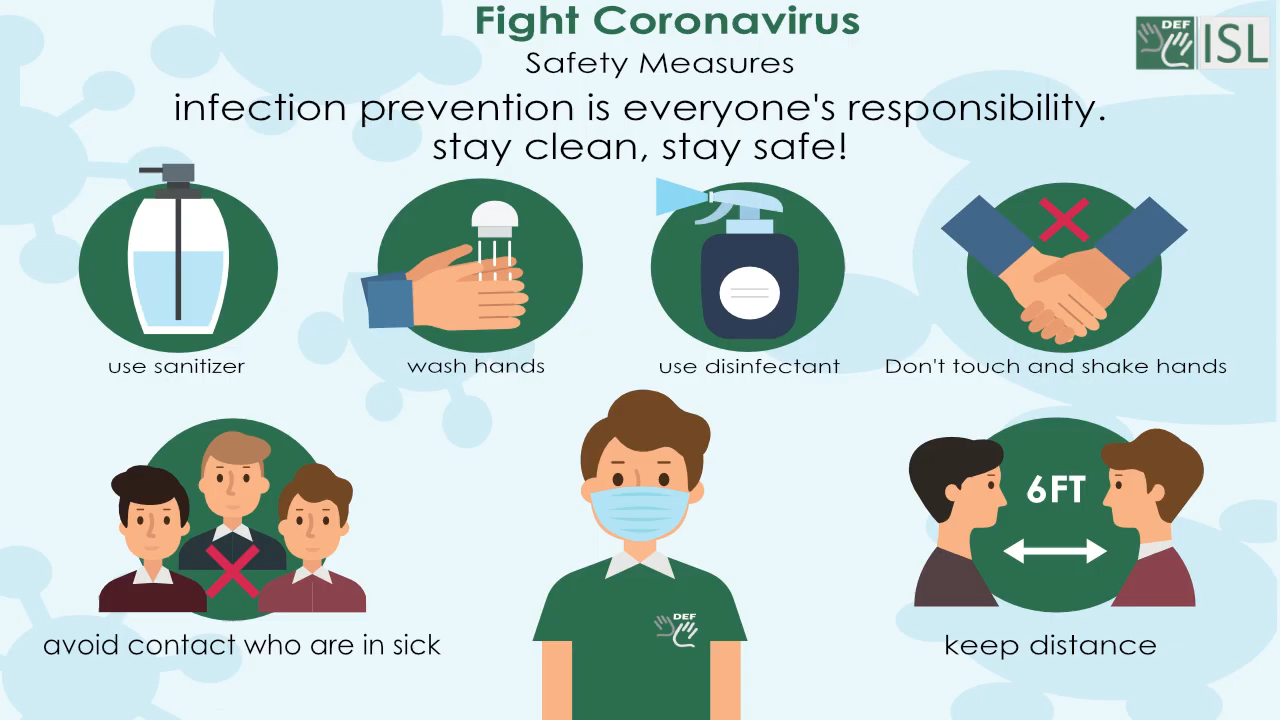 Fight Coronavirus
Safety Measures
DEF
ISL
infection prevention is everyone's responsibility.
stay clean, stay safe!
use sanitizer
wash hands
use disinfectant
Don't touch and shake hands
6FT
DEF
avoid contact who are in sick
keep distance